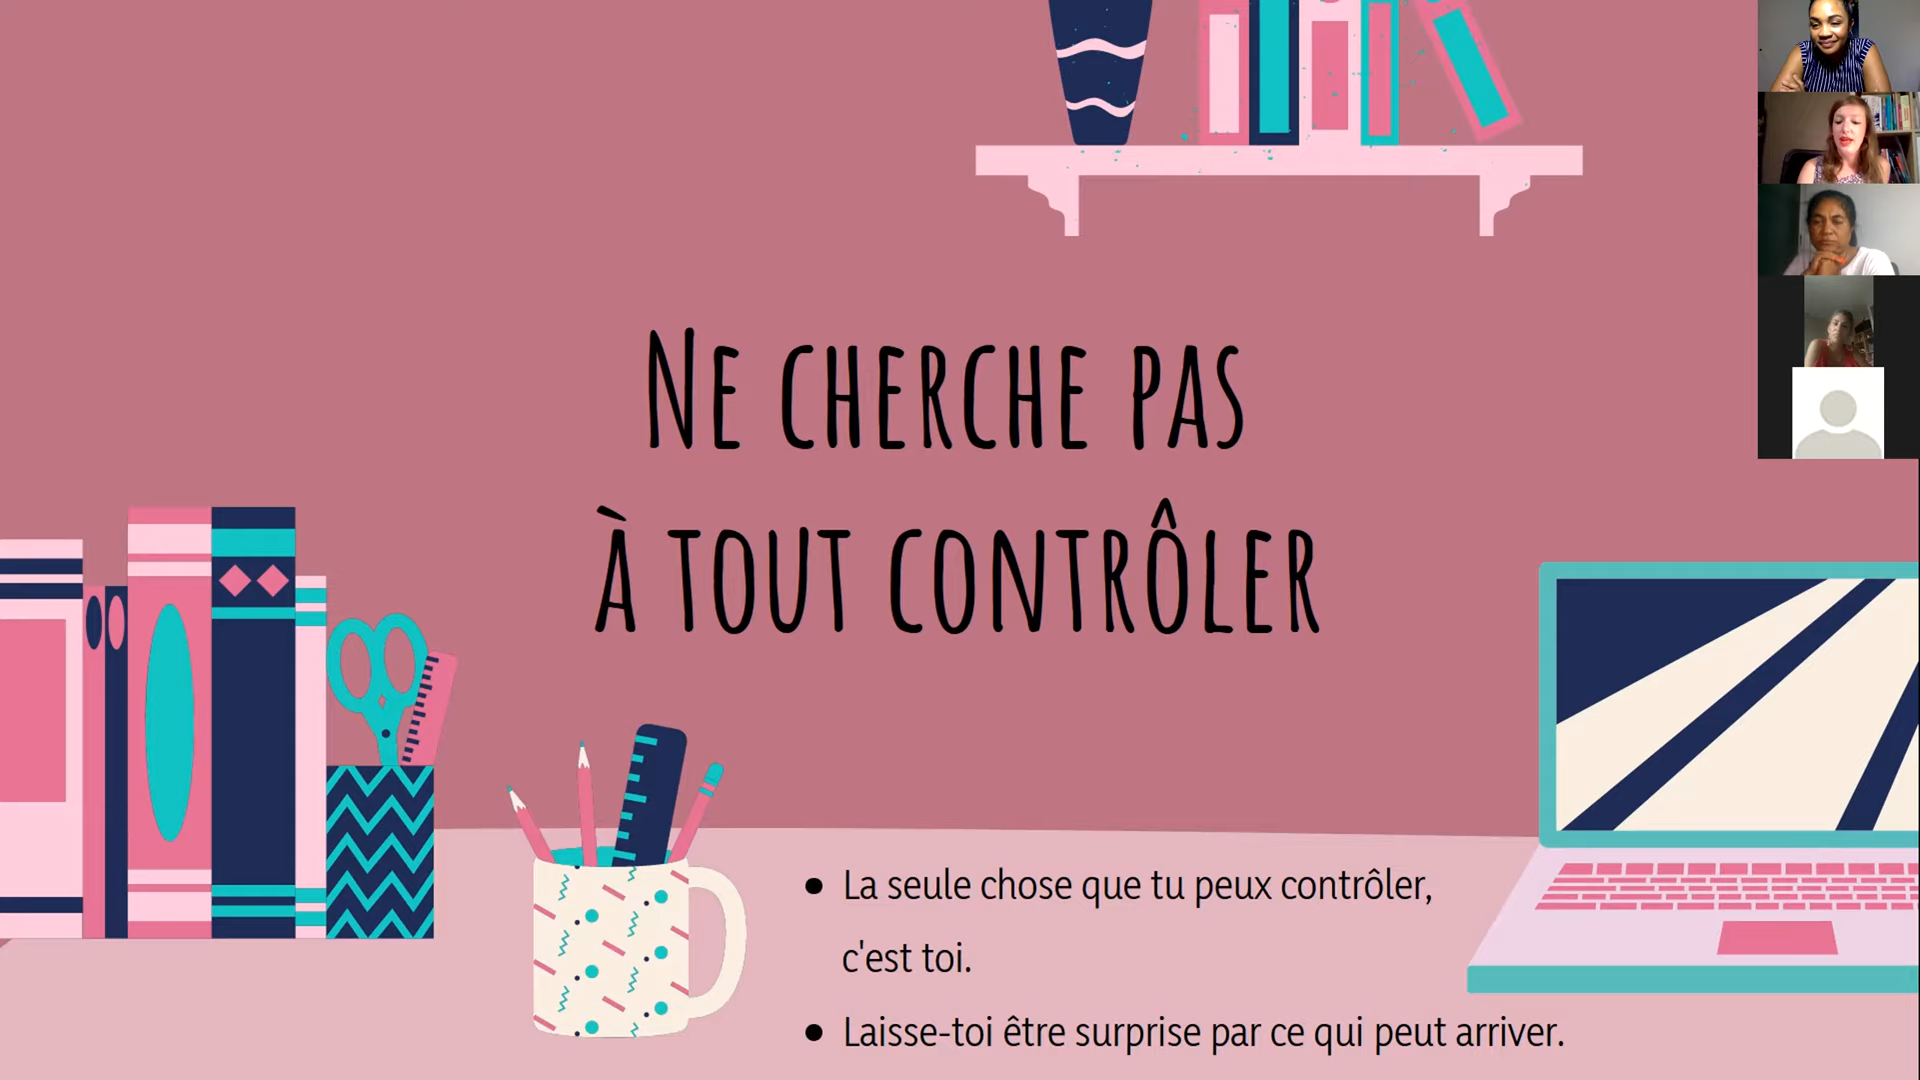 Ne cherche pas
à tout contrôler
• La seule chose que tu peux contrôler,
c'est toi.
• Laisse-toi être surprise par ce qui peut arriver.